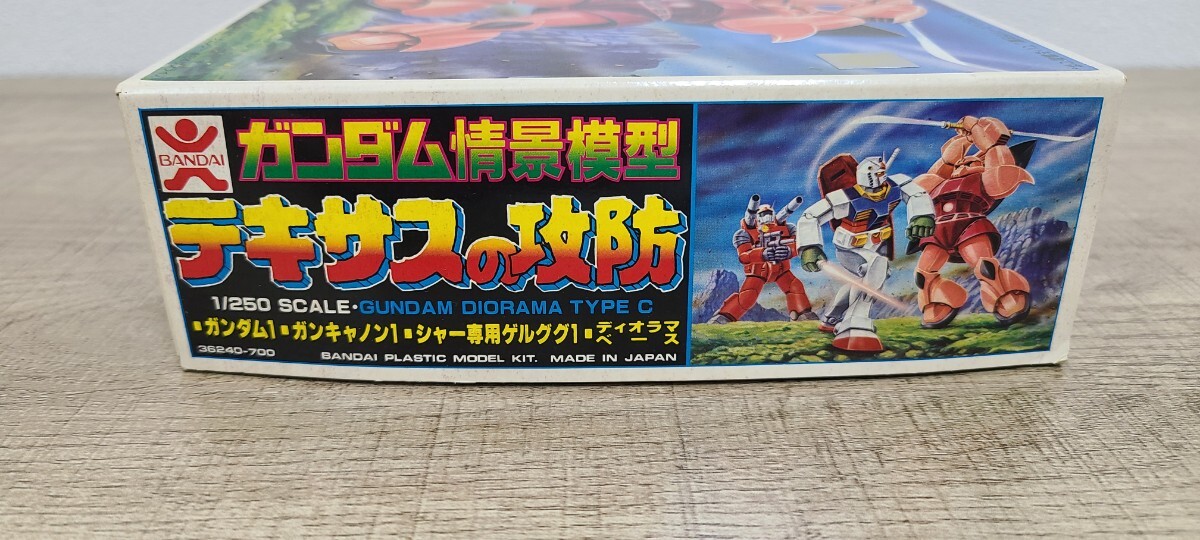 BANDAI
ガンダム情景模型
テキサスの攻防
1/250 SCALE・GUNDAM DIORAMA TYPE C
▪ガンダム1▪ガンキャノン1▪シャー専用ゲルググ1▪ディオラマベース
36240-700 BANDAI PLASTIC MODEL KIT. MADE IN JAPAN